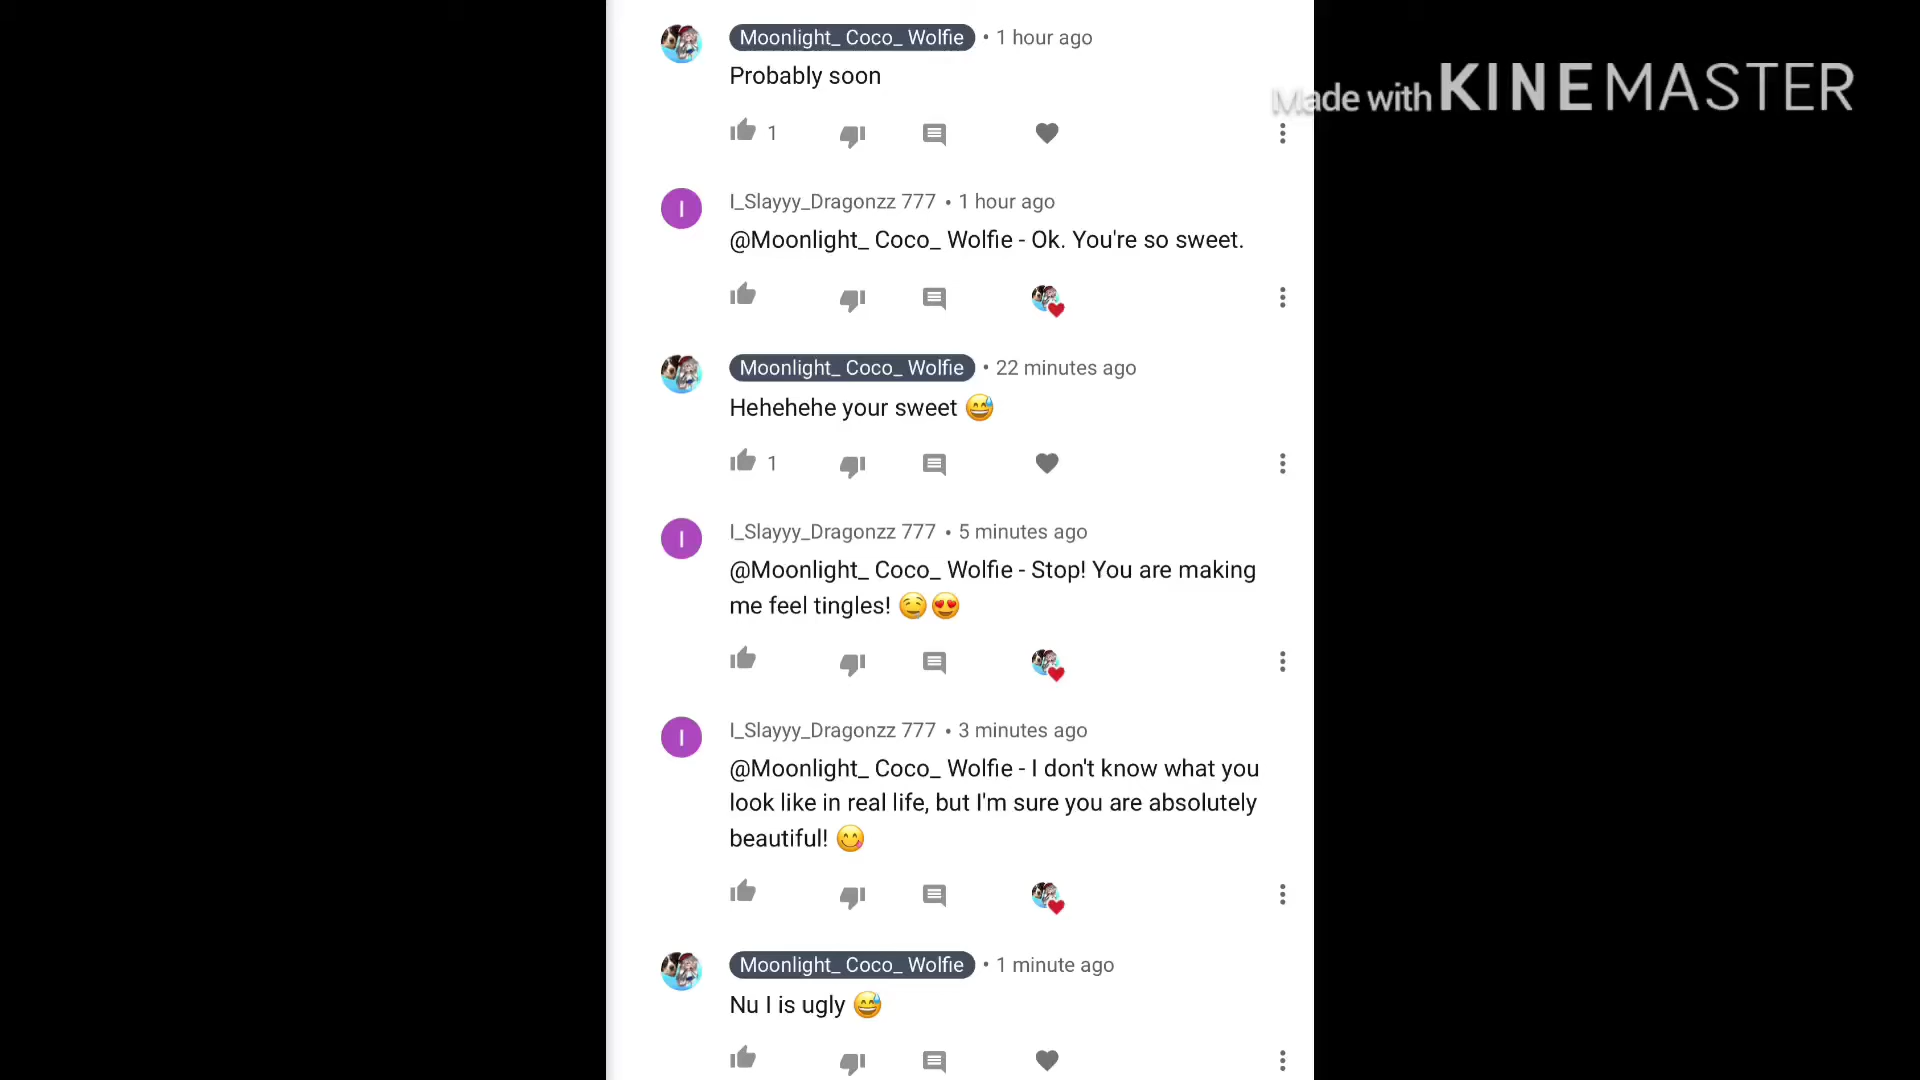 Moonlight_ Coco_ Wolfie • 1 hour ago
Probably soon
Made with KINEMASTER
1
I
I_Slayyy_Dragonzz 777 • 1 hour ago
@Moonlight_ Coco_ Wolfie - Ok. You're so sweet.
Moonlight_ Coco_ Wolfie • 22 minutes ago
Hehehehe your sweet 😅
1
I
I_Slayyy_Dragonzz 777 • 5 minutes ago
@Moonlight_ Coco_ Wolfie - Stop! You are making
me feel tingles! 🤤😍
I
I_Slayyy_Dragonzz 777 • 3 minutes ago
@Moonlight_ Coco_ Wolfie - I don't know what you
look like in real life, but I'm sure you are absolutely
beautiful! 😋
Moonlight_ Coco_ Wolfie • 1 minute ago
Nu I is ugly 😅